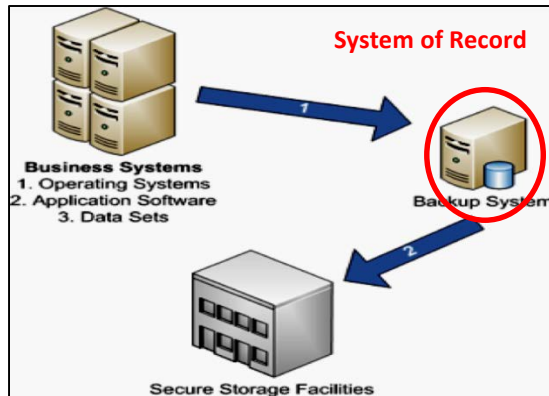 System of Record
1
Business Systems
1. Operating Systems
2. Application Software
3. Data Sets
Backup System
2
Secure Storage Facilities